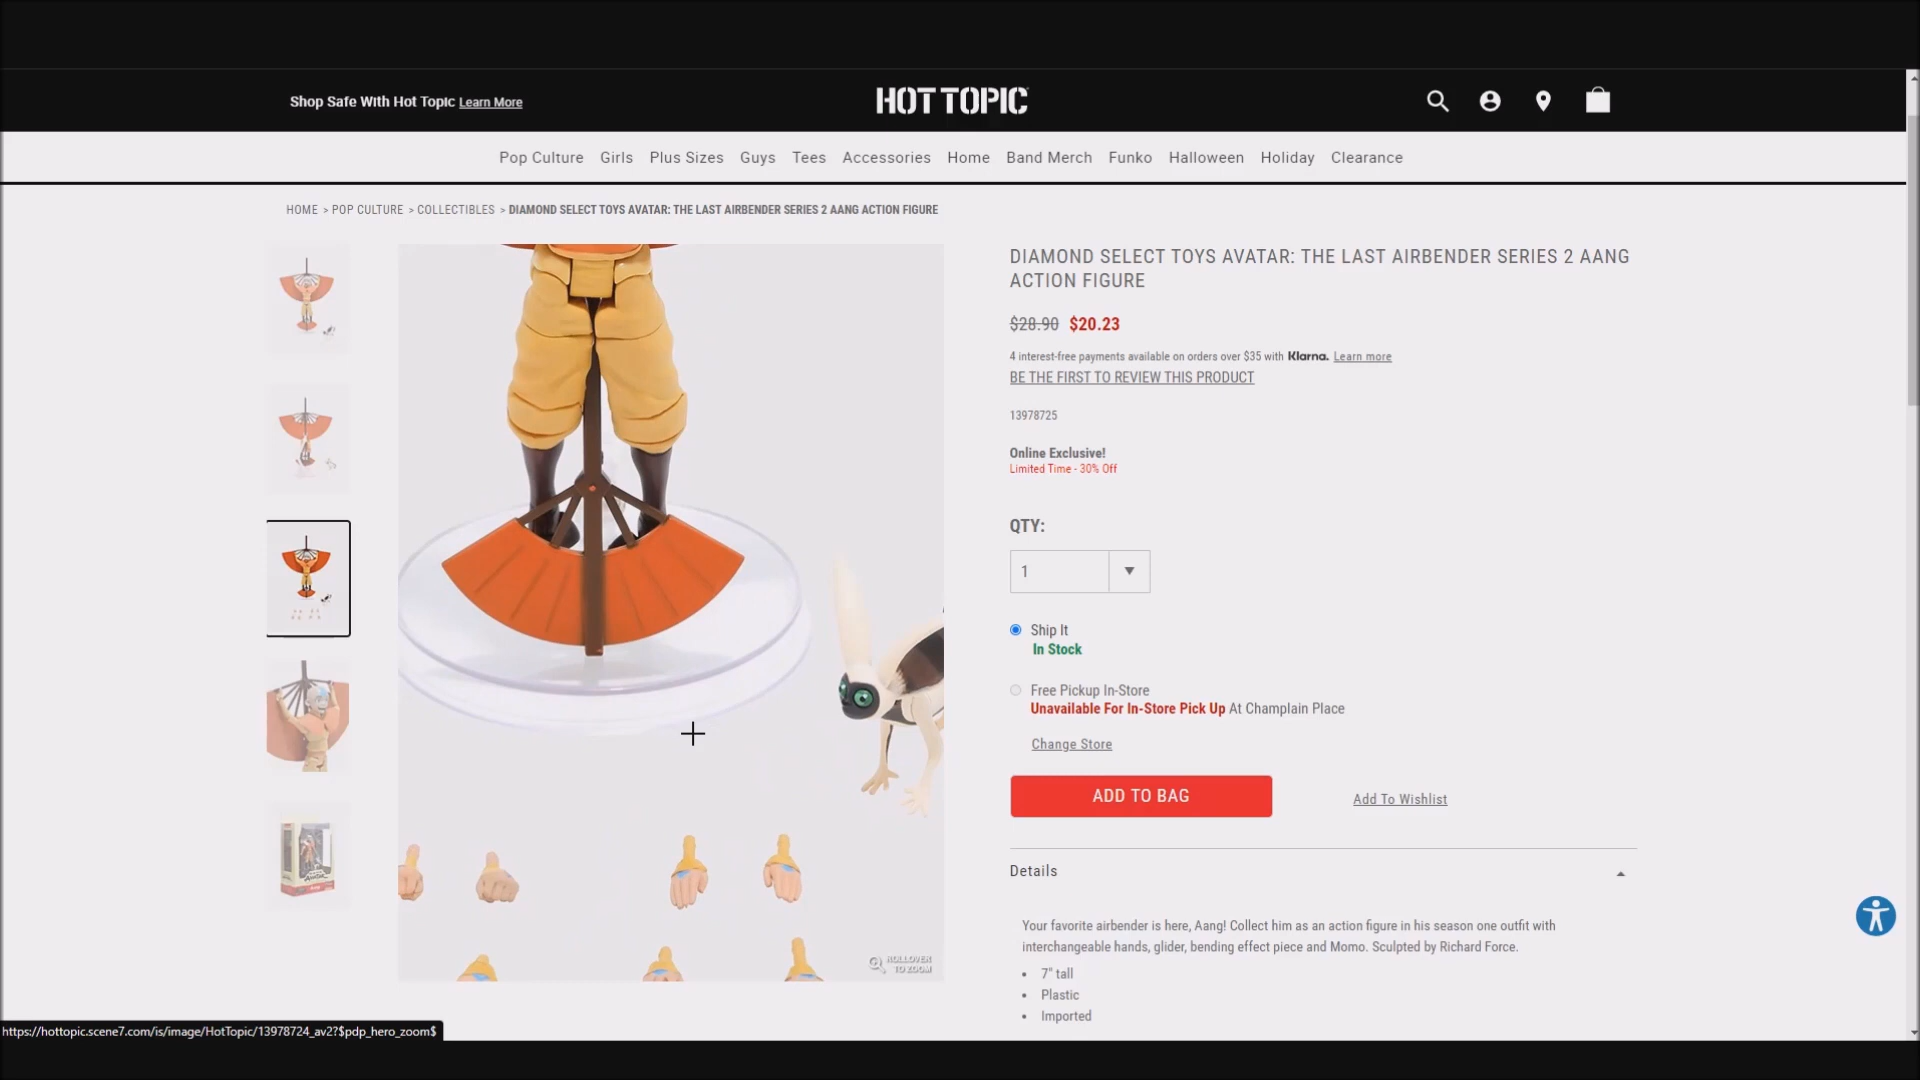 Shop Safe With Hot Topic Learn More
HOT TOPIC
Pop Culture Girls Plus Sizes Guys Tees Accessories Home Band Merch Funko Halloween Holiday Clearance
HOME > POP CULTURE > COLLECTIBLES > DIAMOND SELECT TOYS AVATAR: THE LAST AIRBENDER SERIES 2 AANG ACTION FIGURE
DIAMOND SELECT TOYS AVATAR: THE LAST AIRBENDER SERIES 2 AANG
ACTION FIGURE
$28.90 $20.23
4 interest-free payments available on orders over $35 with Klarna. Learn more
BE THE FIRST TO REVIEW THIS PRODUCT
13978725
Online Exclusive!
Limited Time - 30% Off
QTY:
1
Ship It
In Stock
Free Pickup In-Store
Unavailable For In-Store Pick Up At Champlain Place
Change Store
ADD TO BAG
Add To Wishlist
Details
Your favorite airbender is here, Aang! Collect him as an action figure in his season one outfit with
interchangeable hands, glider, bending effect piece and Momo. Sculpted by Richard Force.
• 7" tall
• Plastic
• Imported
ROLLOVER
TO ZOOM
https://hottopic.scene7.com/is/image/HotTopic/13978724_av2?$pdp_hero_zoom$